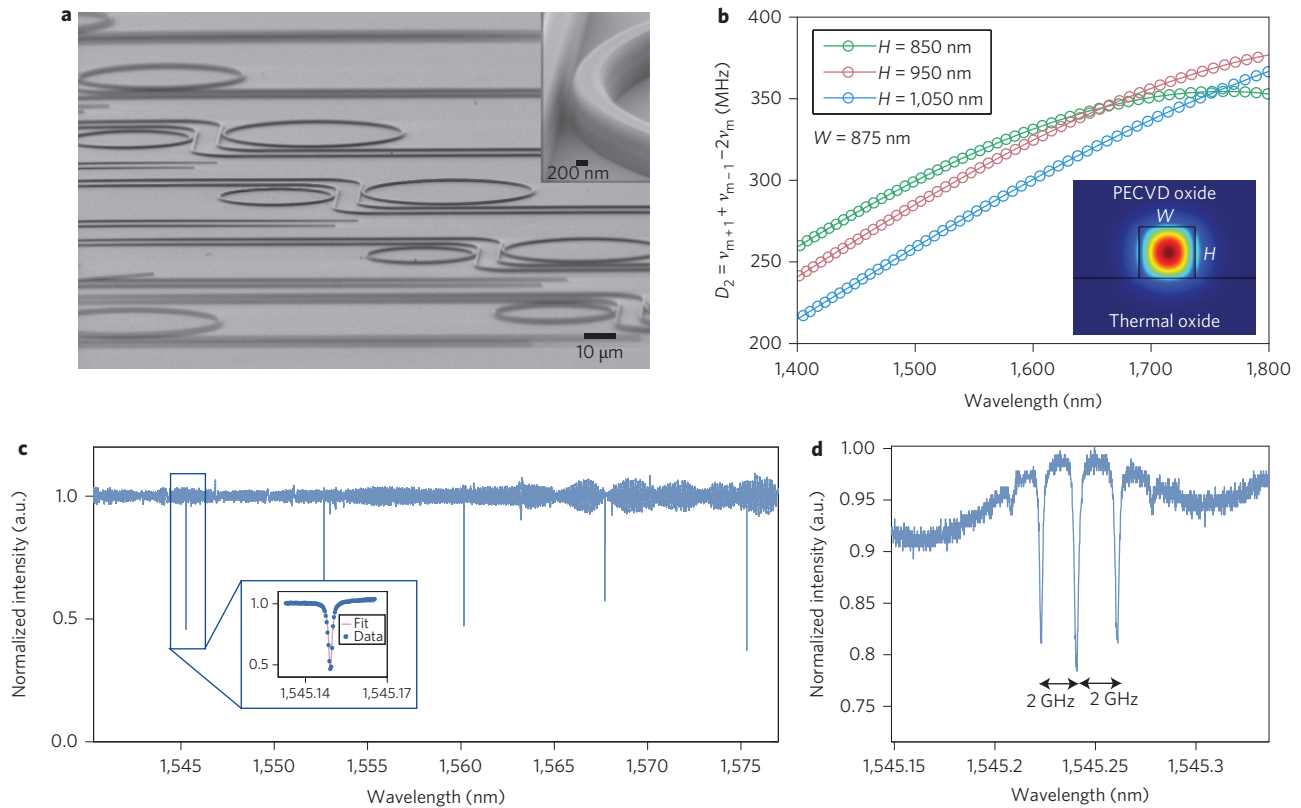 a
200 nm
10 μm
b
400
350
300
250
200
D2 = νm+1 + νm−1 −2νm (MHz)
H = 850 nm
H = 950 nm
H = 1,050 nm
W = 875 nm
PECVD oxide
W
H
Thermal oxide
1,400
1,500
1,600
1,700
1,800
Wavelength (nm)
c
Normalized intensity (a.u.)
1.0
0.5
0.0
1.0
0.5
Fit
Data
1,545.14
1,545.17
1,545
1,550
1,555
1,560
1,565
1,570
1,575
Wavelength (nm)
d
Normalized intensity (a.u.)
1.00
0.95
0.9
0.85
0.8
0.75
2 GHz
2 GHz
1,545.15
1,545.2
1,545.25
1,545.3
Wavelength (nm)